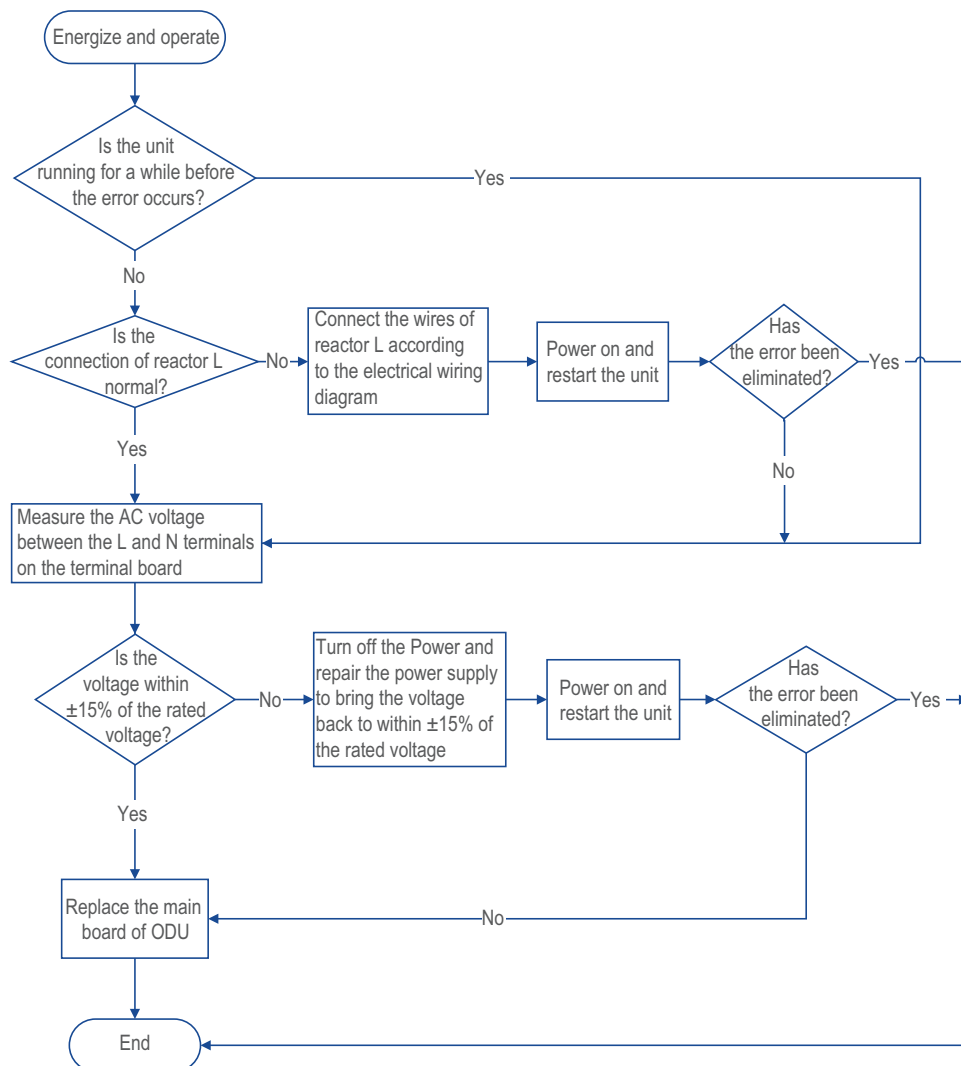 Energize and operate
Is the unit
running for a while before
the error occurs?
Yes
No
Is the
connection of reactor L
normal?
No
Connect the wires of
reactor L according
to the electrical wiring
diagram
Power on and
restart the unit
Has
the error been
eliminated?
Yes
Yes
No
Measure the AC voltage
between the L and N terminals
on the terminal board
Is the
voltage within
±15% of the rated
voltage?
No
Turn off the Power and
repair the power supply
to bring the voltage
back to within ±15% of
the rated voltage
Power on and
restart the unit
Has
the error been
eliminated?
Yes
Yes
Replace the main
board of ODU
No
End